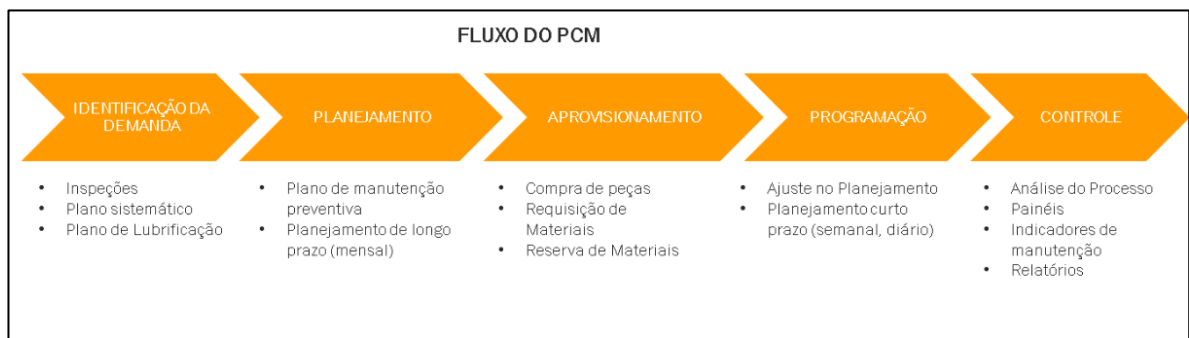 FLUXO DO PCM
IDENTIFICAÇÃO DA
DEMANDA
PLANEJAMENTO
APROVISIONAMENTO
PROGRAMAÇÃO
CONTROLE
• Inspeções
• Plano sistemático
• Plano de Lubrificação
• Plano de manutenção
preventiva
• Planejamento de longo
prazo (mensal)
• Compra de peças
• Requisição de
Materiais
• Reserva de Materiais
• Ajuste no Planejamento
• Planejamento curto
prazo (semanal, diário)
• Análise do Processo
• Painéis
• Indicadores de
manutenção
• Relatórios